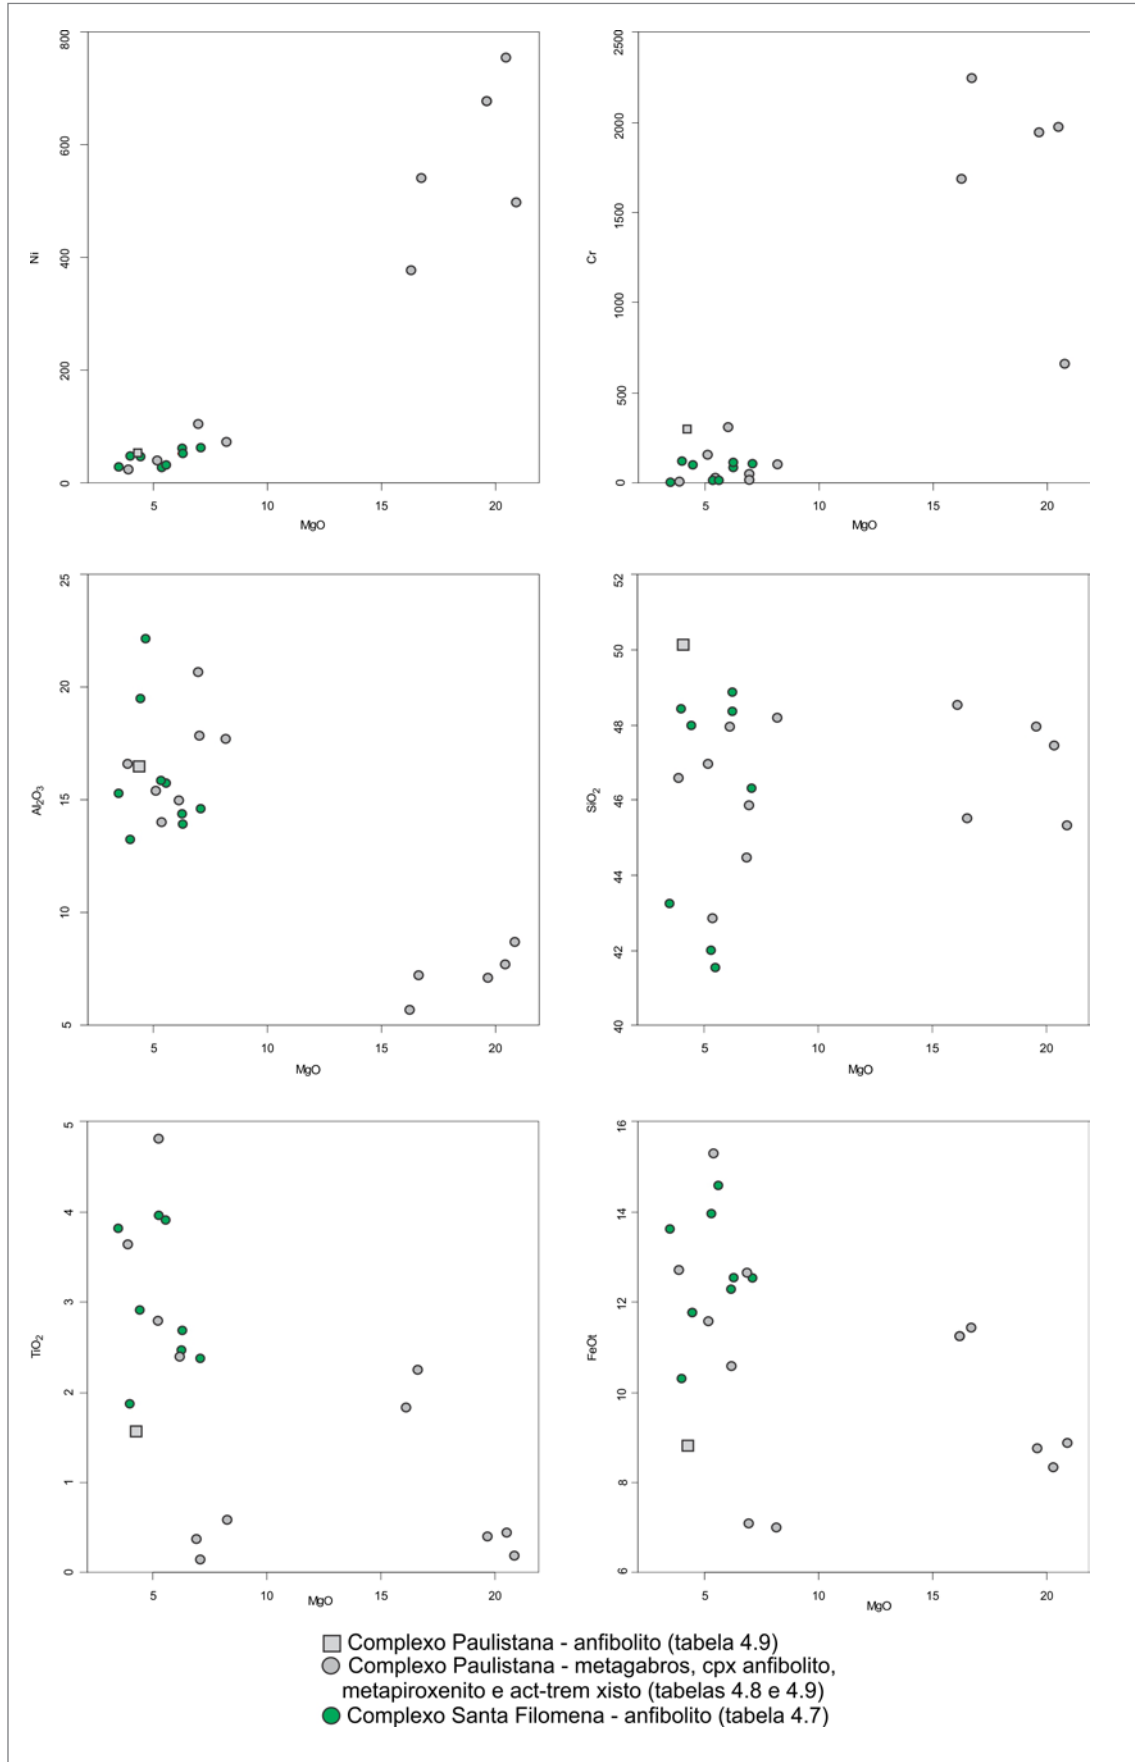 800
600
400
200
0
Ni
5 10 15 20
MgO
2500
2000
1500
1000
500
0
Cr
5 10 15 20
MgO
25
20
15
10
5
Al₂O₃
5 10 15 20
MgO
52
50
48
46
44
42
40
SiO₂
5 10 15 20
MgO
5
4
3
2
1
0
TiO₂
5 10 15 20
MgO
16
14
12
10
8
6
FeOt
5 10 15 20
MgO
Complexo Paulistana - anfibolito (tabela 4.9)
Complexo Paulistana - metagabros, cpx anfibolito,
metapiroxenito e act-trem xisto (tabelas 4.8 e 4.9)
Complexo Santa Filomena - anfibolito (tabela 4.7)